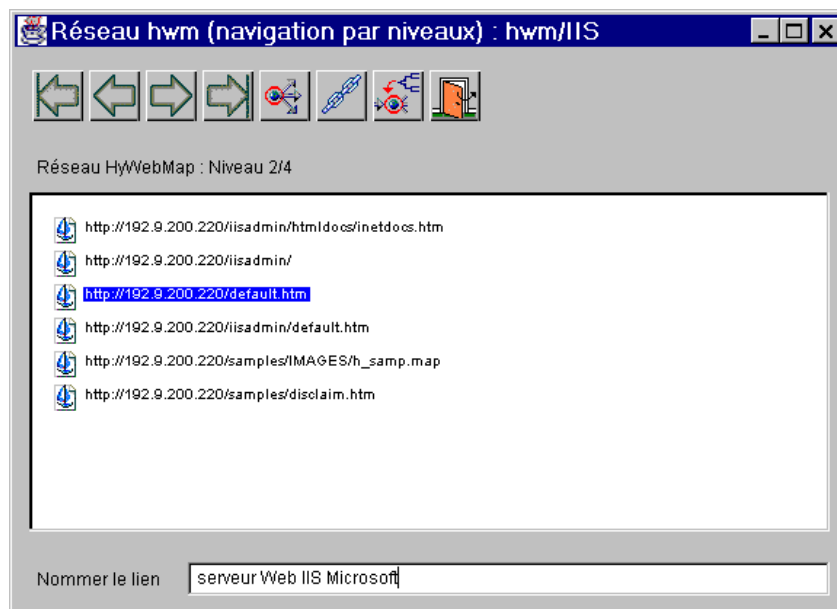 Réseau hwm (navigation par niveaux) : hwm/IIS
Réseau HyWebMap : Niveau 2/4
http://192.9.200.220/iisadmin/htmldocs/inetdocs.htm
http://192.9.200.220/iisadmin/
http://192.9.200.220/default.htm
http://192.9.200.220/iisadmin/default.htm
http://192.9.200.220/samples/IMAGES/h_samp.map
http://192.9.200.220/samples/disclaim.htm
Nommer le lien serveur Web IIS Microsoft